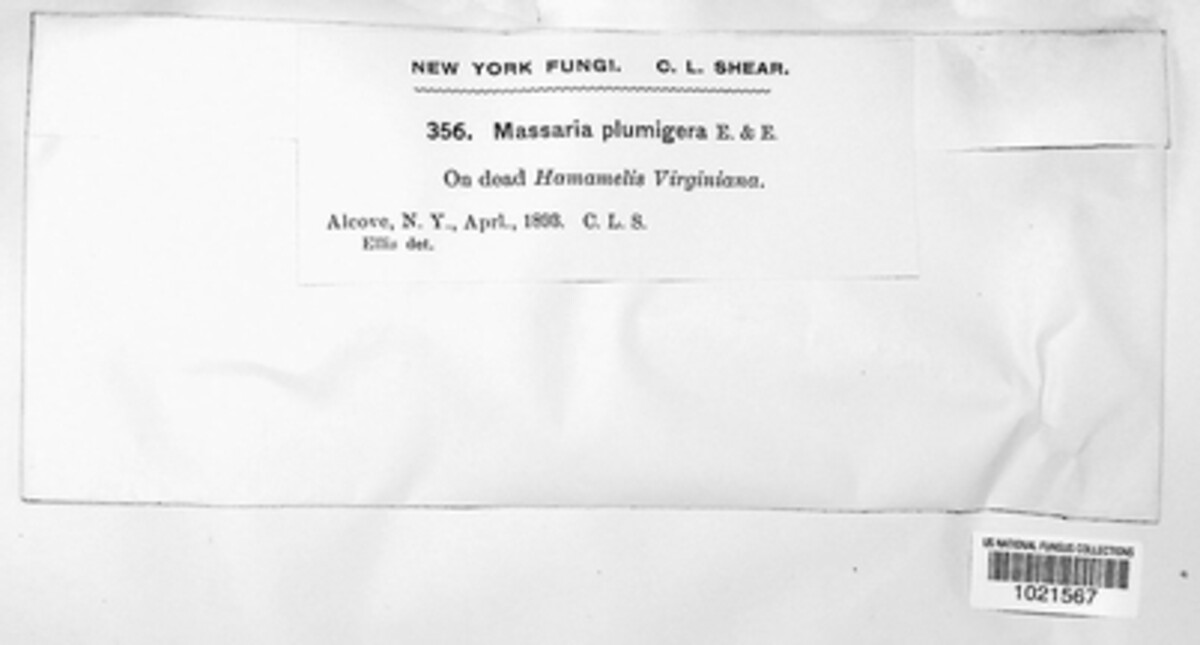 NEW YORK FUNGI. C. L. SHEAR.
356. Massaria plumigera E. & E.
On dead Hamamelis Virginiana.
Alcove, N. Y., Aprl., 1893. C. L. S.
Ellis det.
US NATIONAL FUNGUS COLLECTIONS
1021567